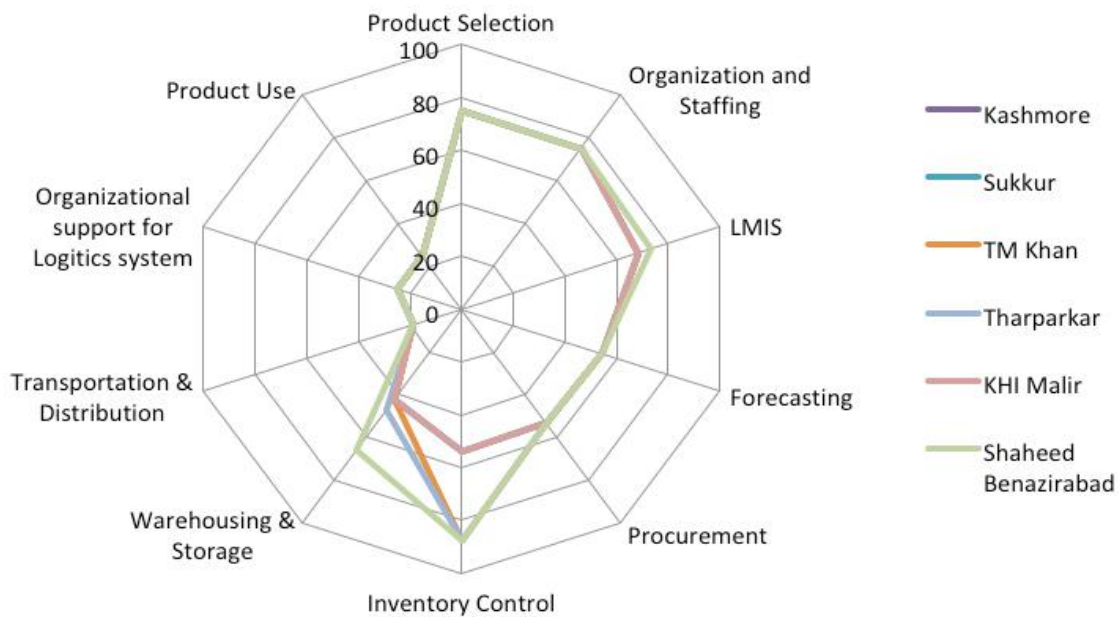 Product Selection
100
80
60
40
20
0
Organization and
Staffing
LMIS
Forecasting
Procurement
Inventory Control
Warehousing &
Storage
Transportation &
Distribution
Organizational
support for
Logitics system
Product Use
Kashmore
Sukkur
TM Khan
Tharparkar
KHI Malir
Shaheed
Benazirabad